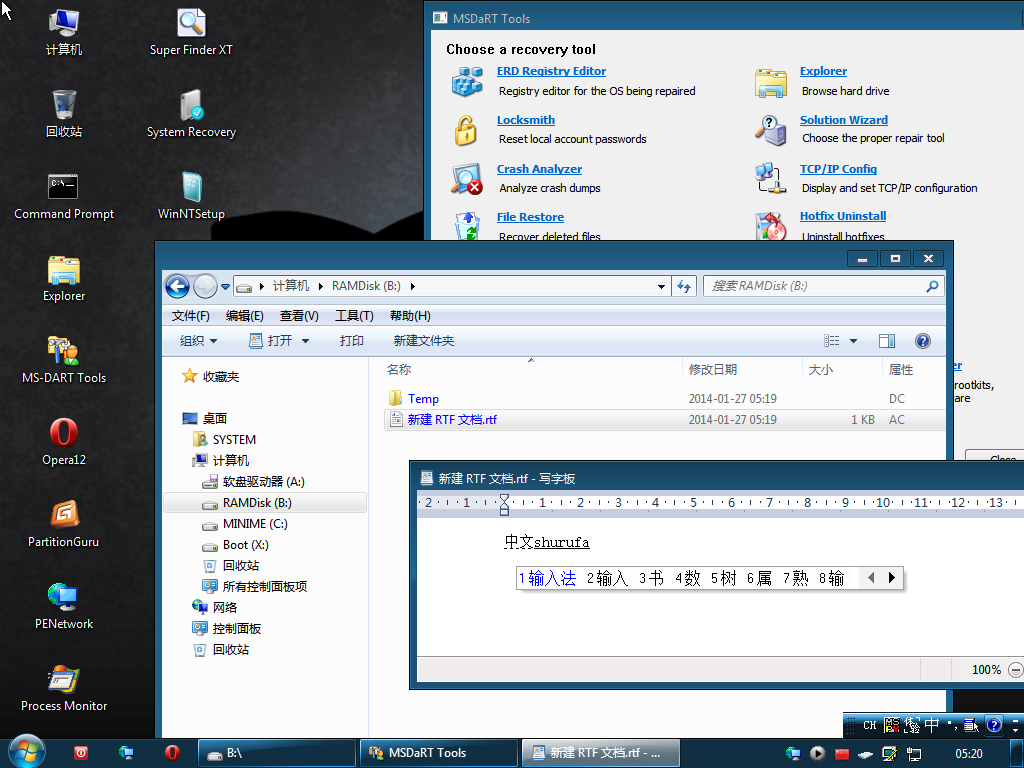 计算机
Super Finder XT
回收站
System Recovery
Command Prompt
WinNTSetup
Explorer
MS-DART Tools
Opera12
PartitionGuru
PENetwork
Process Monitor
MSDaRT Tools
Choose a recovery tool
ERD Registry Editor
Registry editor for the OS being repaired
Explorer
Browse hard drive
Locksmith
Reset local account passwords
Solution Wizard
Choose the proper repair tool
Crash Analyzer
Analyze crash dumps
TCP/IP Config
Display and set TCP/IP configuration
File Restore
Recover deleted files
Hotfix Uninstall
Uninstall hotfixes
er
rootkits,
are
Close
计算机 RAMDisk (B:)
搜索 RAMDisk (B:)
文件(F) 编辑(E) 查看(V) 工具(T) 帮助(H)
组织 打开 打印 新建文件夹
收藏夹
桌面
SYSTEM
计算机
软盘驱动器 (A:)
RAMDisk (B:)
MINIME (C:)
Boot (X:)
回收站
所有控制面板项
网络
控制面板
回收站
名称 修改日期 大小 属性
Temp 2014-01-27 05:19 DC
新建 RTF 文档.rtf 2014-01-27 05:19 1 KB AC
新建 RTF 文档.rtf - 写字板
2 1 1 2 3 4 5 6 7 8 9 10 11 12 13
中文shurufa
1输入法 2输入 3书 4数 5树 6属 7熟 8输
100%
CH 中
B:\
MSDaRT Tools
新建 RTF 文档.rtf - ...
05:20